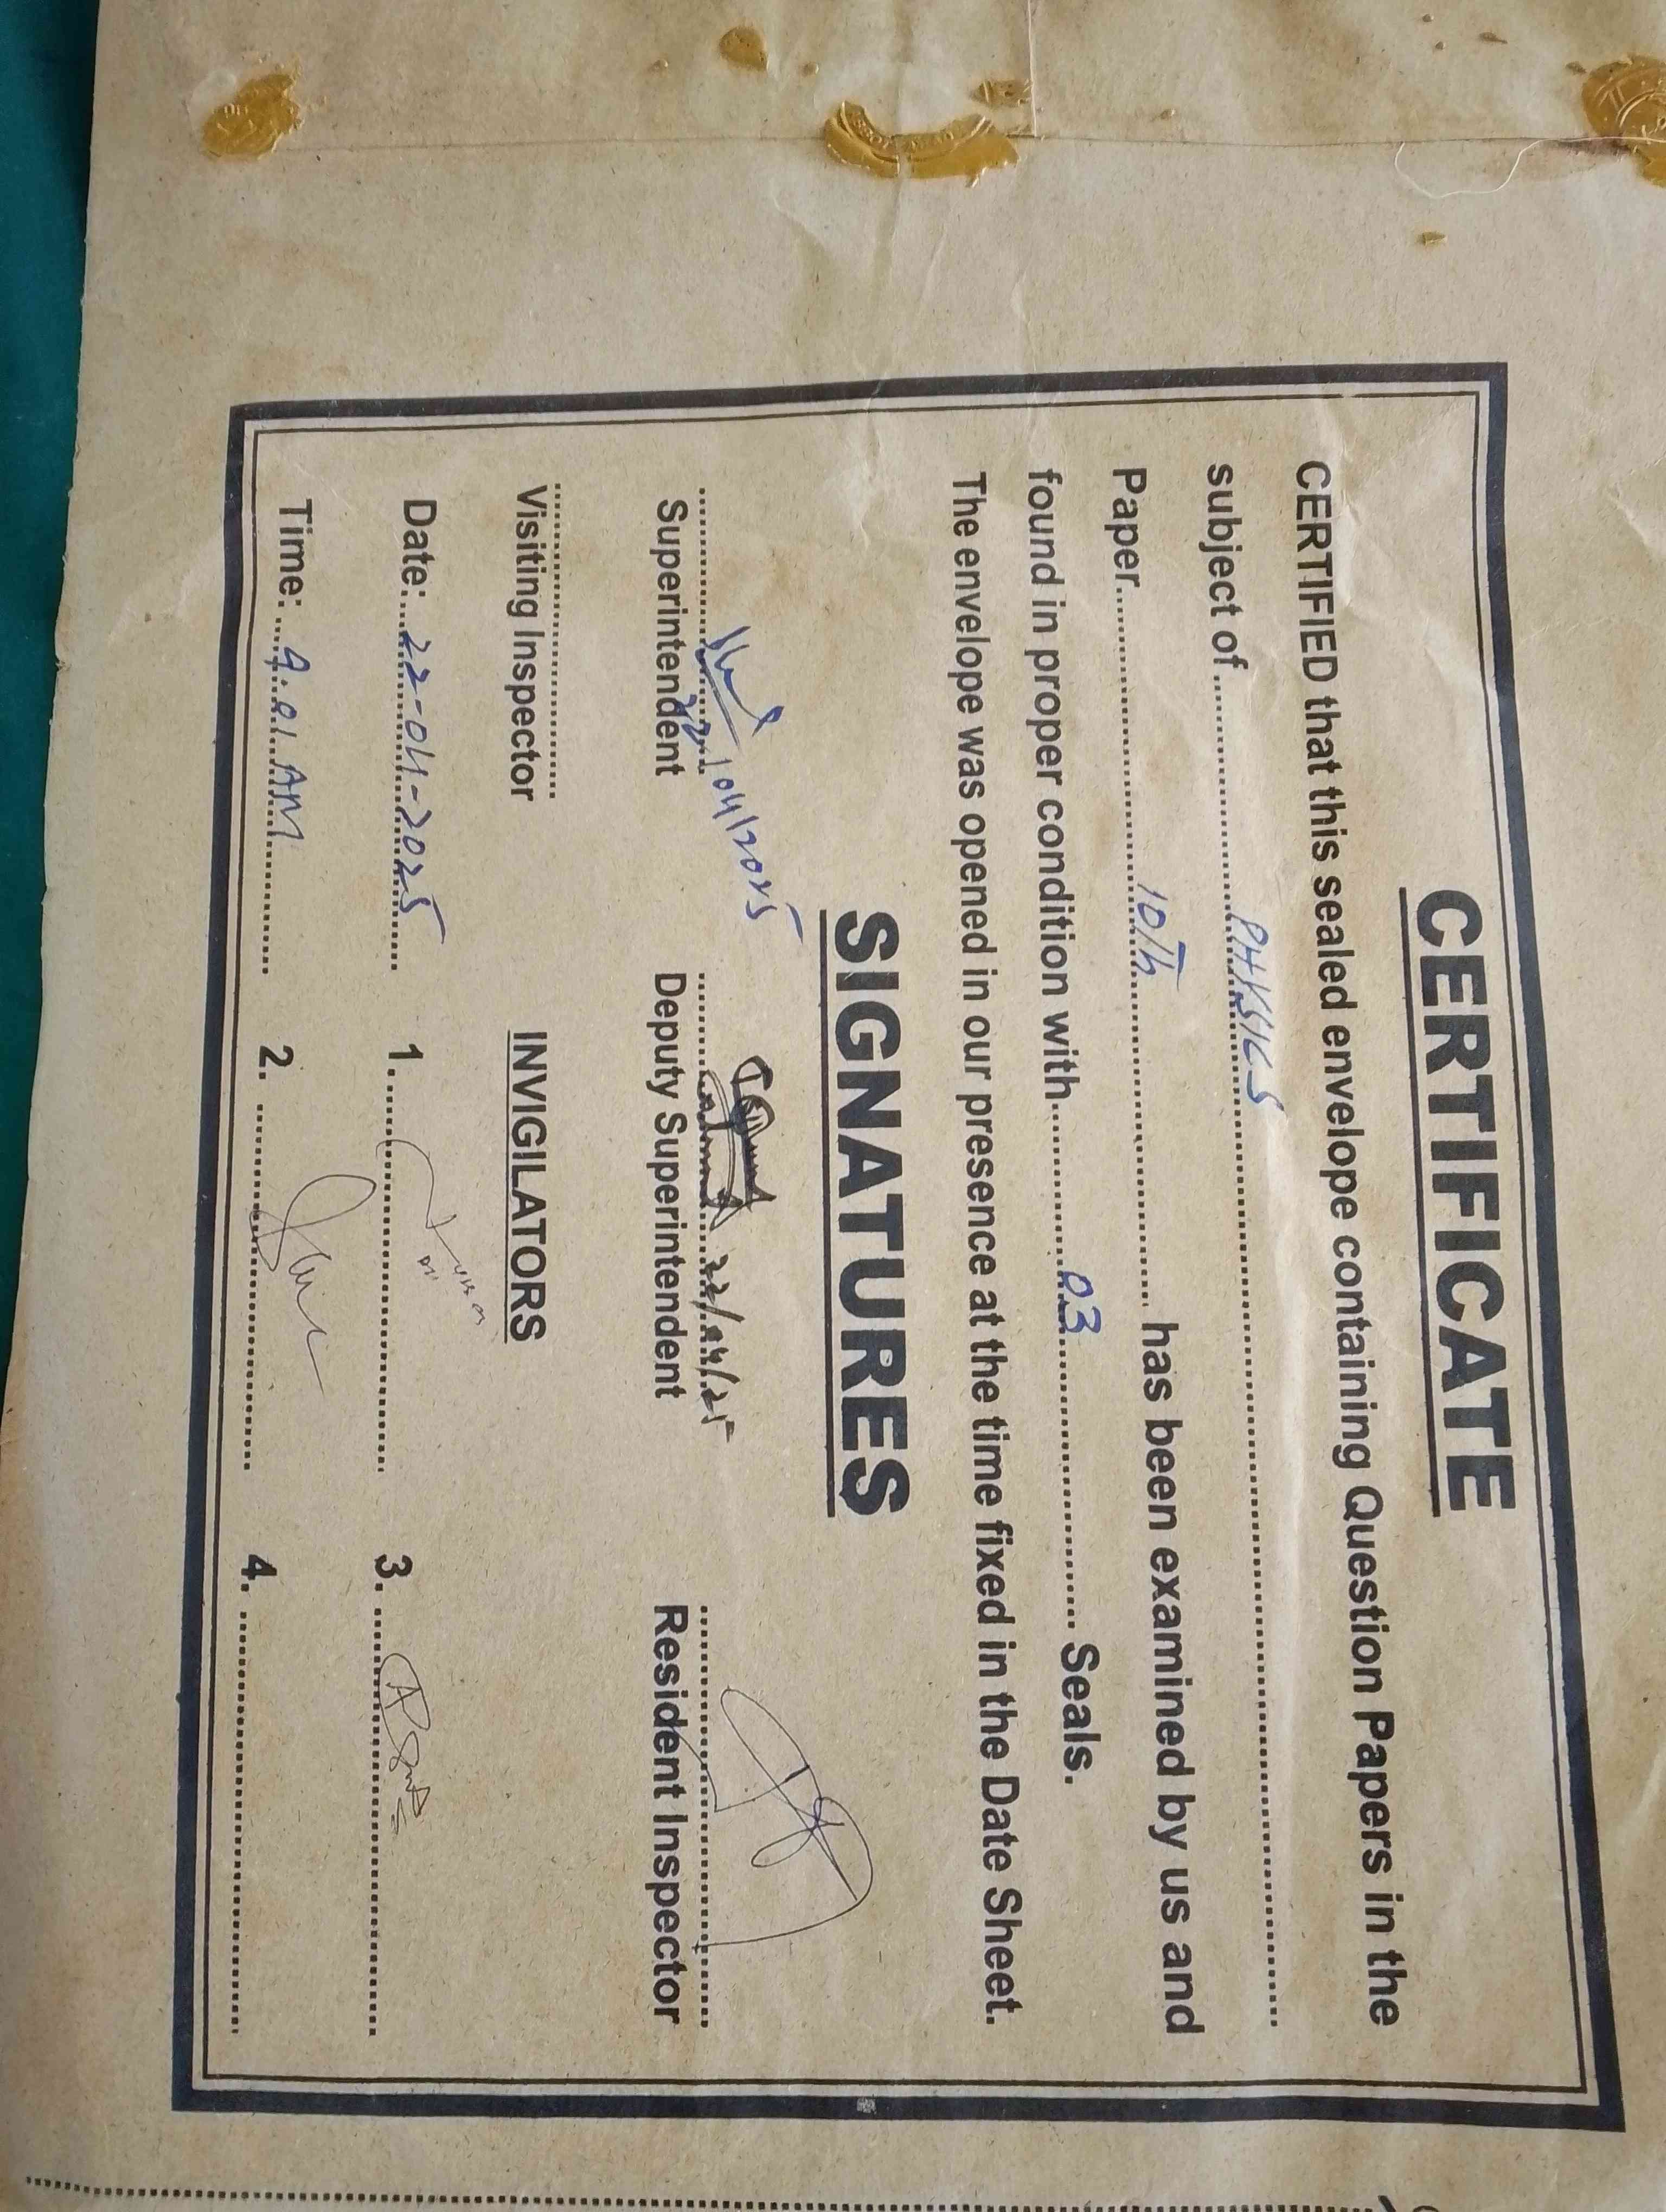 CERTIFICATE
CERTIFIED that this sealed envelope containing Question Papers in the
subject of............PHYSICS............
Paper............10th............ has been examined by us and
found in proper condition with............03............ Seals.
The envelope was opened in our presence at the time fixed in the Date Sheet.
SIGNATURES
22/04/2025 22/04/25
Superintendent Deputy Superintendent Resident Inspector
Visiting Inspector INVIGILATORS
Date:....22-04-2025.... 1............ 3.............
Time:....9.01.AM.... 2............. 4.............